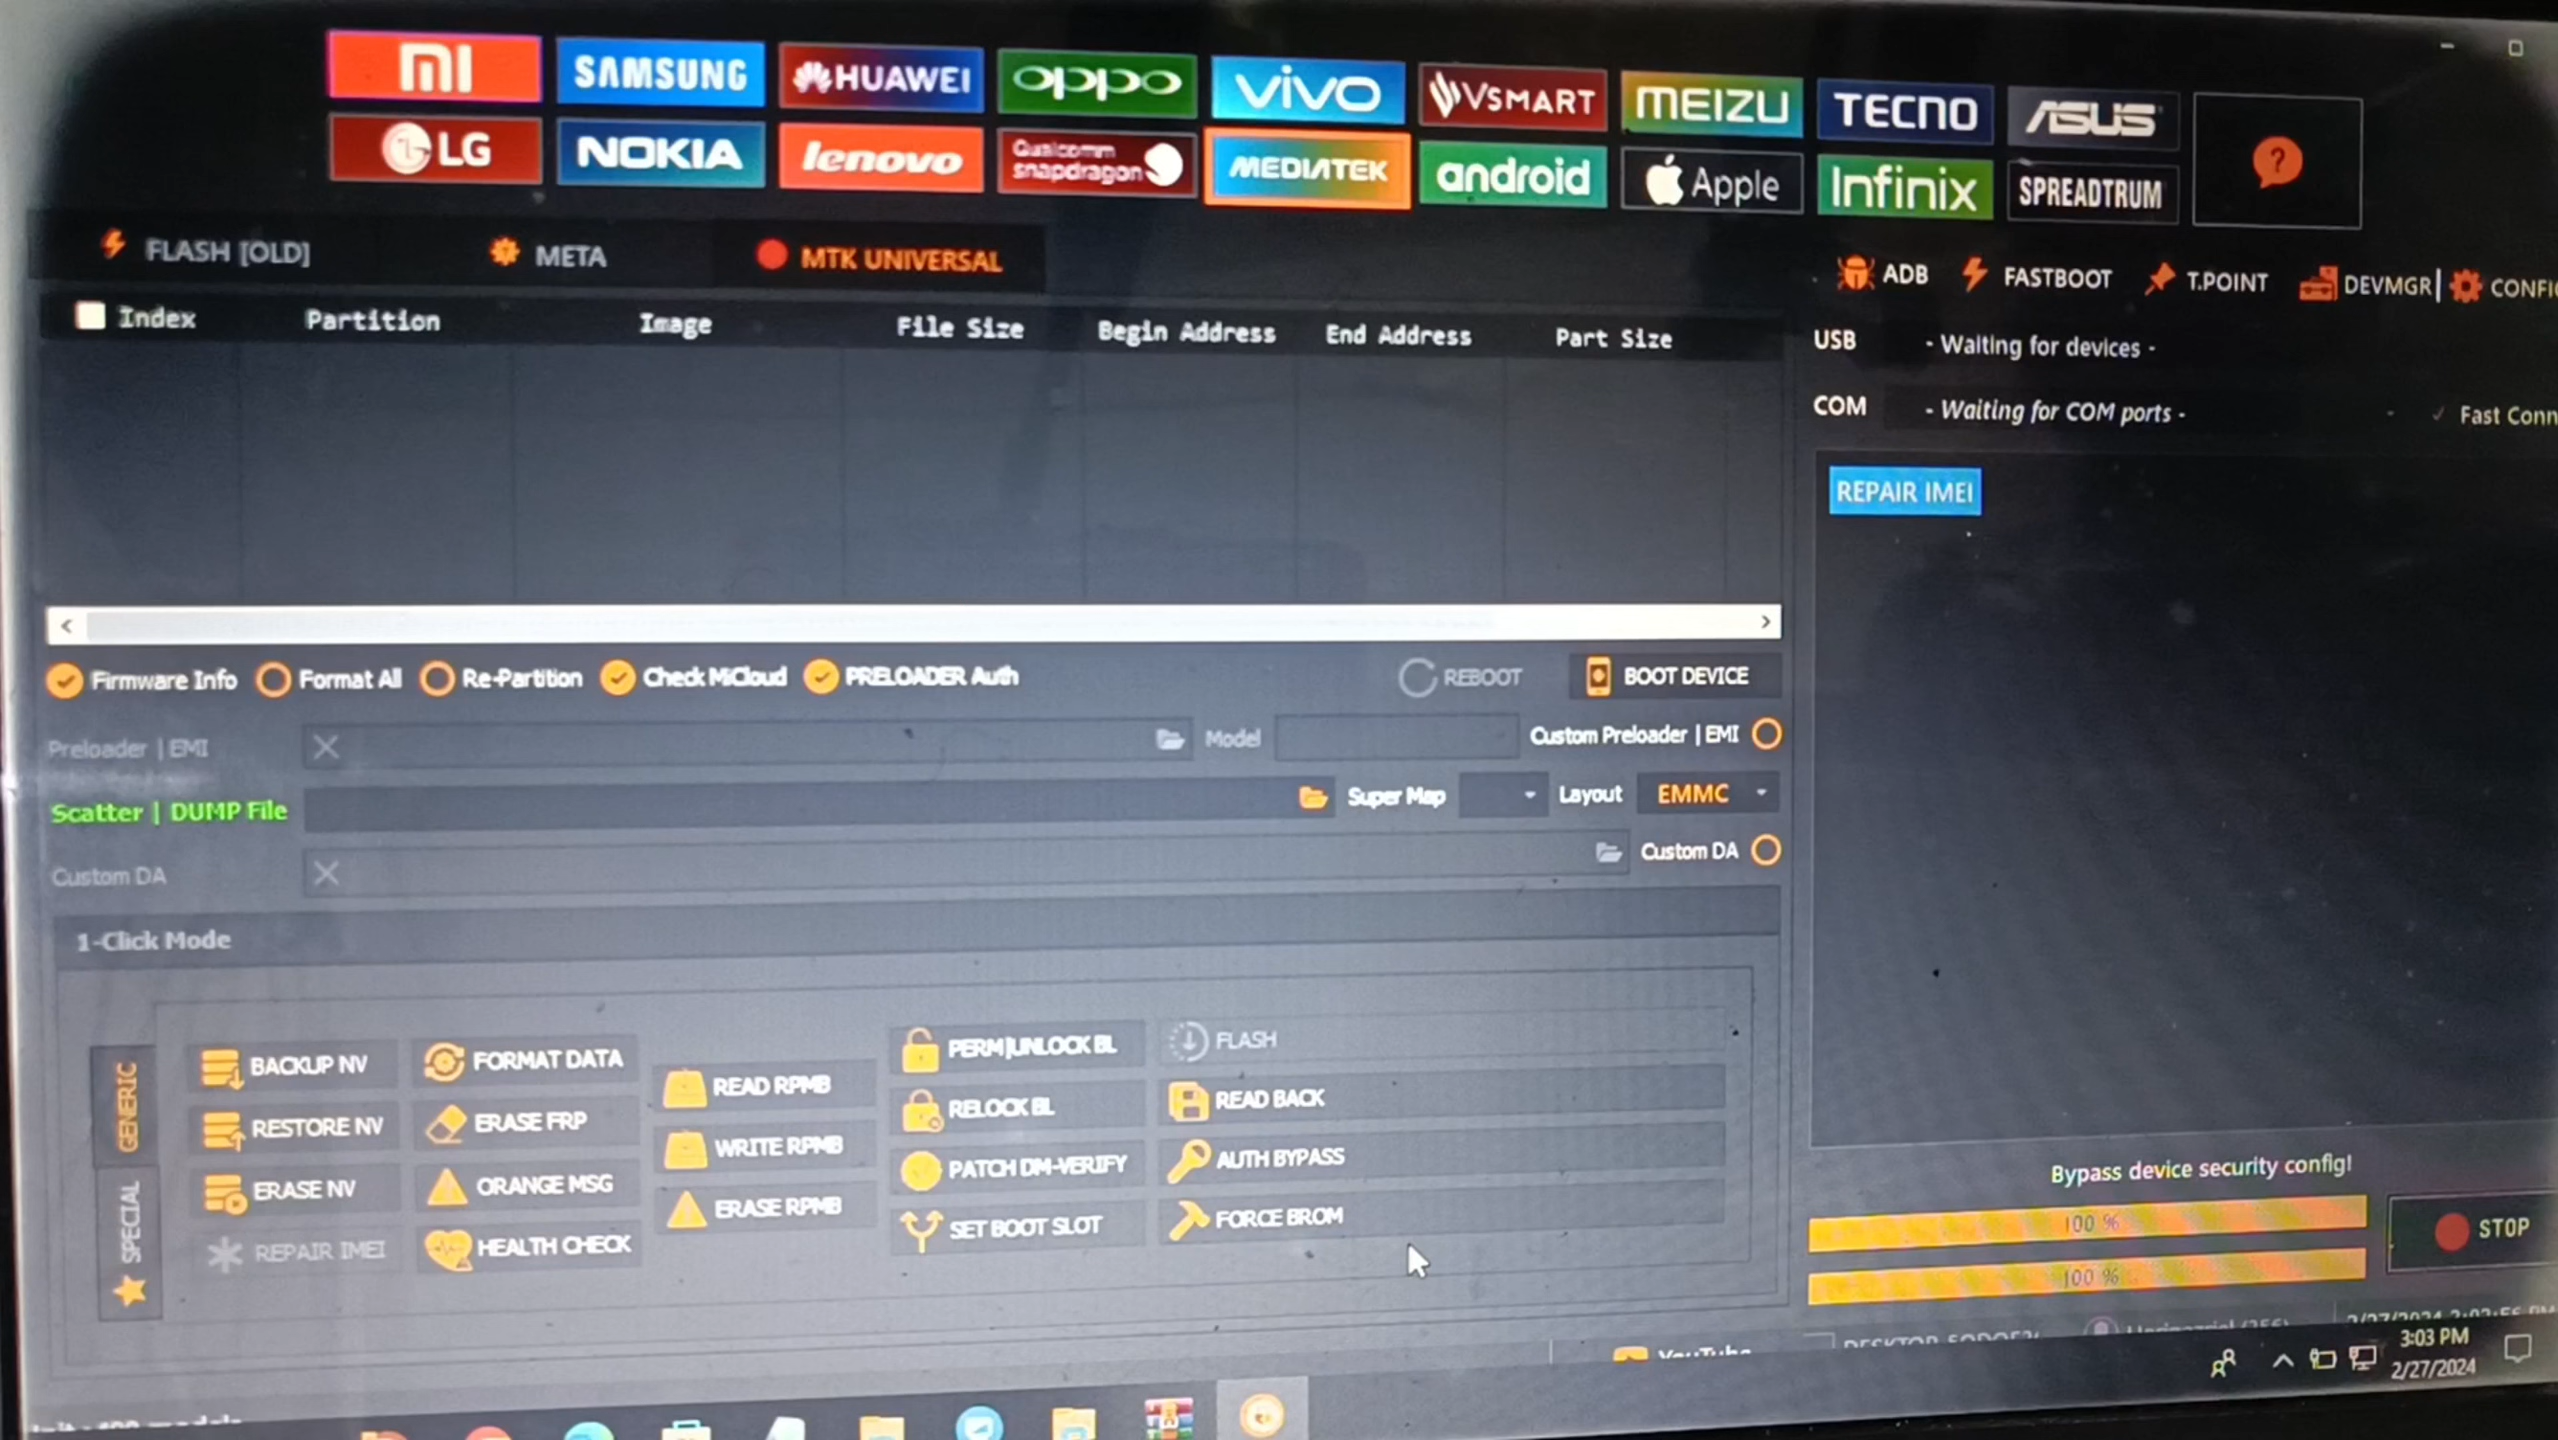 mi SAMSUNG HUAWEI oppo vivo VSMART MEIZU TECNO ASUS
LG NOKIA lenovo Qualcomm snapdragon MEDIATEK android Apple Infinix SPREADTRUM ?
FLASH [OLD] META MTK UNIVERSAL
ADB FASTBOOT T.POINT DEVMGR CONFIG
Index Partition Image File Size Begin Address End Address Part Size
USB - Waiting for devices -
COM - Waiting for COM ports - Fast Conn
REPAIR IMEI
Firmware Info Format All Re-Partition Check MiCloud PRELOADER Auth REBOOT BOOT DEVICE
Preloader | EMI Model Custom Preloader | EMI
Scatter | DUMP File Super Map Layout EMMC
Custom DA Custom DA
1-Click Mode
GENERIC
SPECIAL
BACKUP NV FORMAT DATA READ RPMB PERM|UNLOCK BL FLASH
RESTORE NV ERASE FRP WRITE RPMB RELOCK BL READ BACK
ERASE NV ORANGE MSG ERASE RPMB PATCH DM-VERIFY AUTH BYPASS
REPAIR IMEI HEALTH CHECK SET BOOT SLOT FORCE BROM
Bypass device security config!
100 %
100 %
STOP
YouTube
3:03 PM
2/27/2024